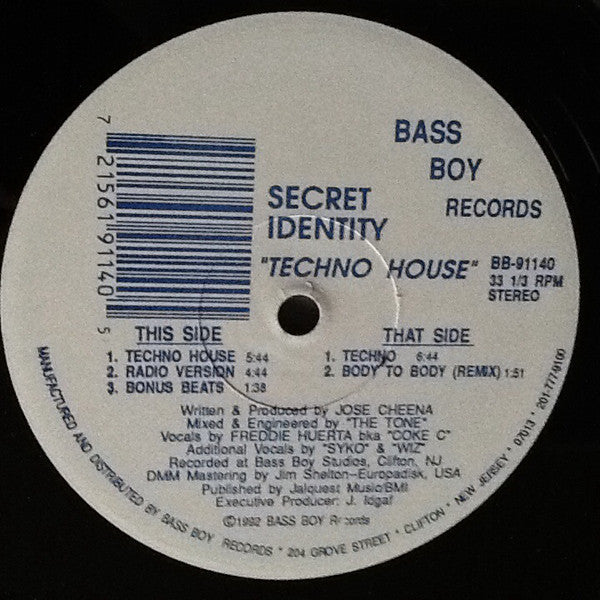 BASS
BOY
RECORDS
7 21561 91140 5
SECRET
IDENTITY
"TECHNO HOUSE"
BB-91140
33 1/3 RPM
STEREO
THIS SIDE
1. TECHNO HOUSE 5:44
2. RADIO VERSION 4:44
3. BONUS BEATS 1:38
THAT SIDE
1. TECHNO 6:44
2. BODY TO BODY (REMIX) 1:51
Written & Produced by JOSE CHEENA
Mixed & Engineered by "THE TONE"
Vocals by FREDDIE HUERTA bka "COKE C"
Additional Vocals by "SYKO" & "WIZ"
Recorded at Bass Boy Studios, Clifton, NJ
DMM Mastering by Jim Shelton-Europadisk, USA
Published by Jalquest Music/BMI
Executive Producer: J. Idgaf
©1992 BASS BOY Records
MANUFACTURED AND DISTRIBUTED BY BASS BOY RECORDS * 204 GROVE STREET * CLIFTON * NEW JERSEY * 07013 * 201-777-9100